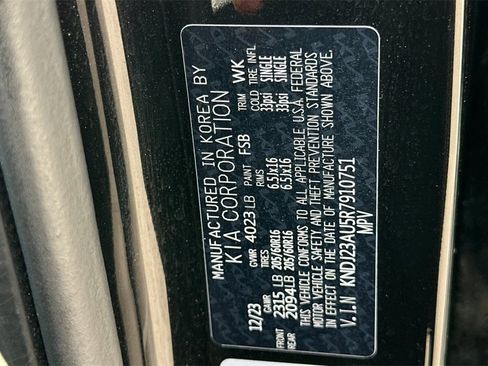 MANUFACTURED IN KOREA BY
KIA CORPORATION
12/23 GVWR 4023 LB PAINT FSB TRIM WK
GAWR TIRES RIMS COLD TIRE INFL
FRONT 2315 LB 205/60R16 6.5Jx16 33psi SINGLE
REAR 2094LB 205/60R16 6.5Jx16 33psi SINGLE
THIS VEHICLE CONFORMS TO ALL APPLICABLE U.S.A FEDERAL
MOTOR VEHICLE SAFETY AND THEFT PREVENTION STANDARDS
IN EFFECT ON THE DATE OF MANUFACTURE SHOWN ABOVE.
V.I.N KNDJ23AU5R7910751
MPV